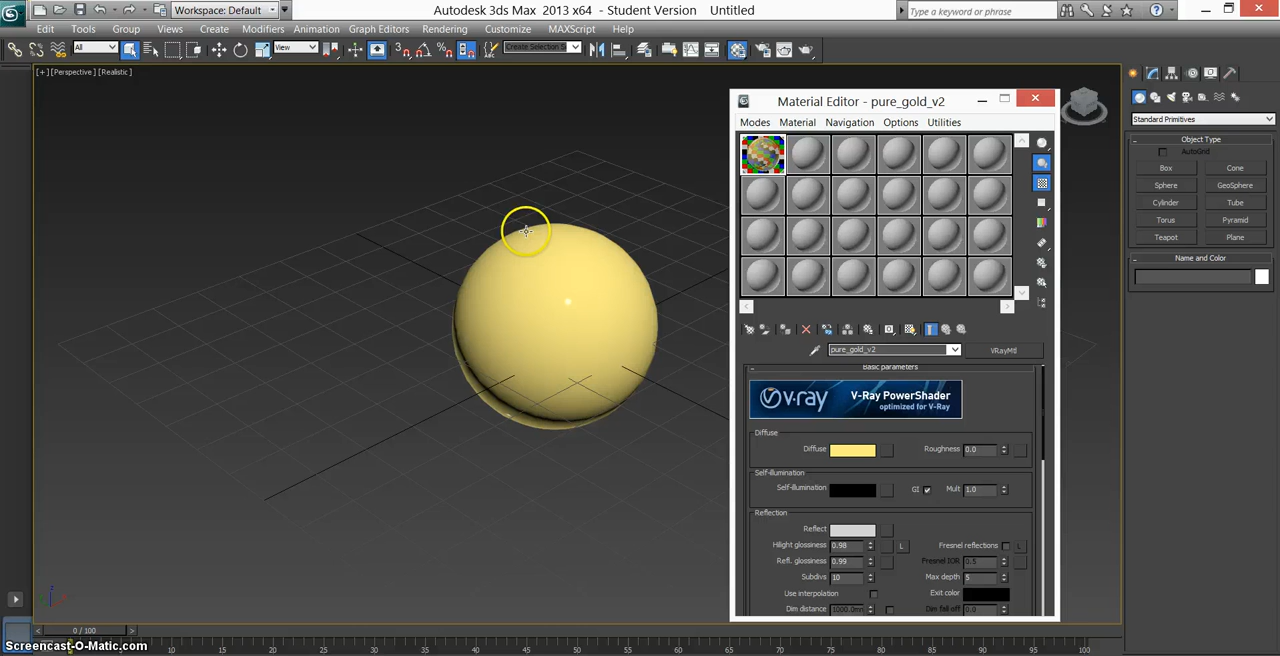 Workspace: Default
Autodesk 3ds Max 2013 x64 - Student Version Untitled
Type a keyword or phrase
Edit Tools Group Views Create Modifiers Animation Graph Editors Rendering Customize MAXScript Help
All
View
Create Selection S
[+] [Perspective] [Realistic]
Material Editor - pure_gold_v2
Modes Material Navigation Options Utilities
Standard Primitives
Object Type
AutoGrid
Box Cone
Sphere GeoSphere
Cylinder Tube
Torus Pyramid
Teapot Plane
Name and Color
pure_gold_v2
VRayMtl
Basic parameters
v·ray
V-Ray PowerShader
optimized for V-Ray
Diffuse
Diffuse Roughness 0.0
Self-illumination
Self-illumination GI Mult 1.0
Reflection
Reflect
Hilight glossiness 0.98 L Fresnel reflections L
Refl. glossiness 0.99 Fresnel IOR 0.5
Subdivs 10 Max depth 5
Use interpolation Exit color
Dim distance Dim fall off 0.0
0 / 100
10 15 20 25 30 35 40 45 50 55 60 65 70 75 80 85 90 95 100
Screencast-O-Matic.com